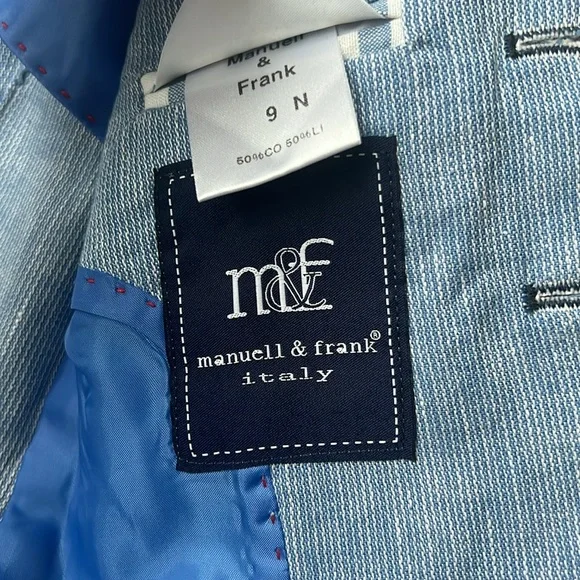 Manuell
&
Frank
9 N
50%CO 50%LI
m&f
manuell & frank®
italy